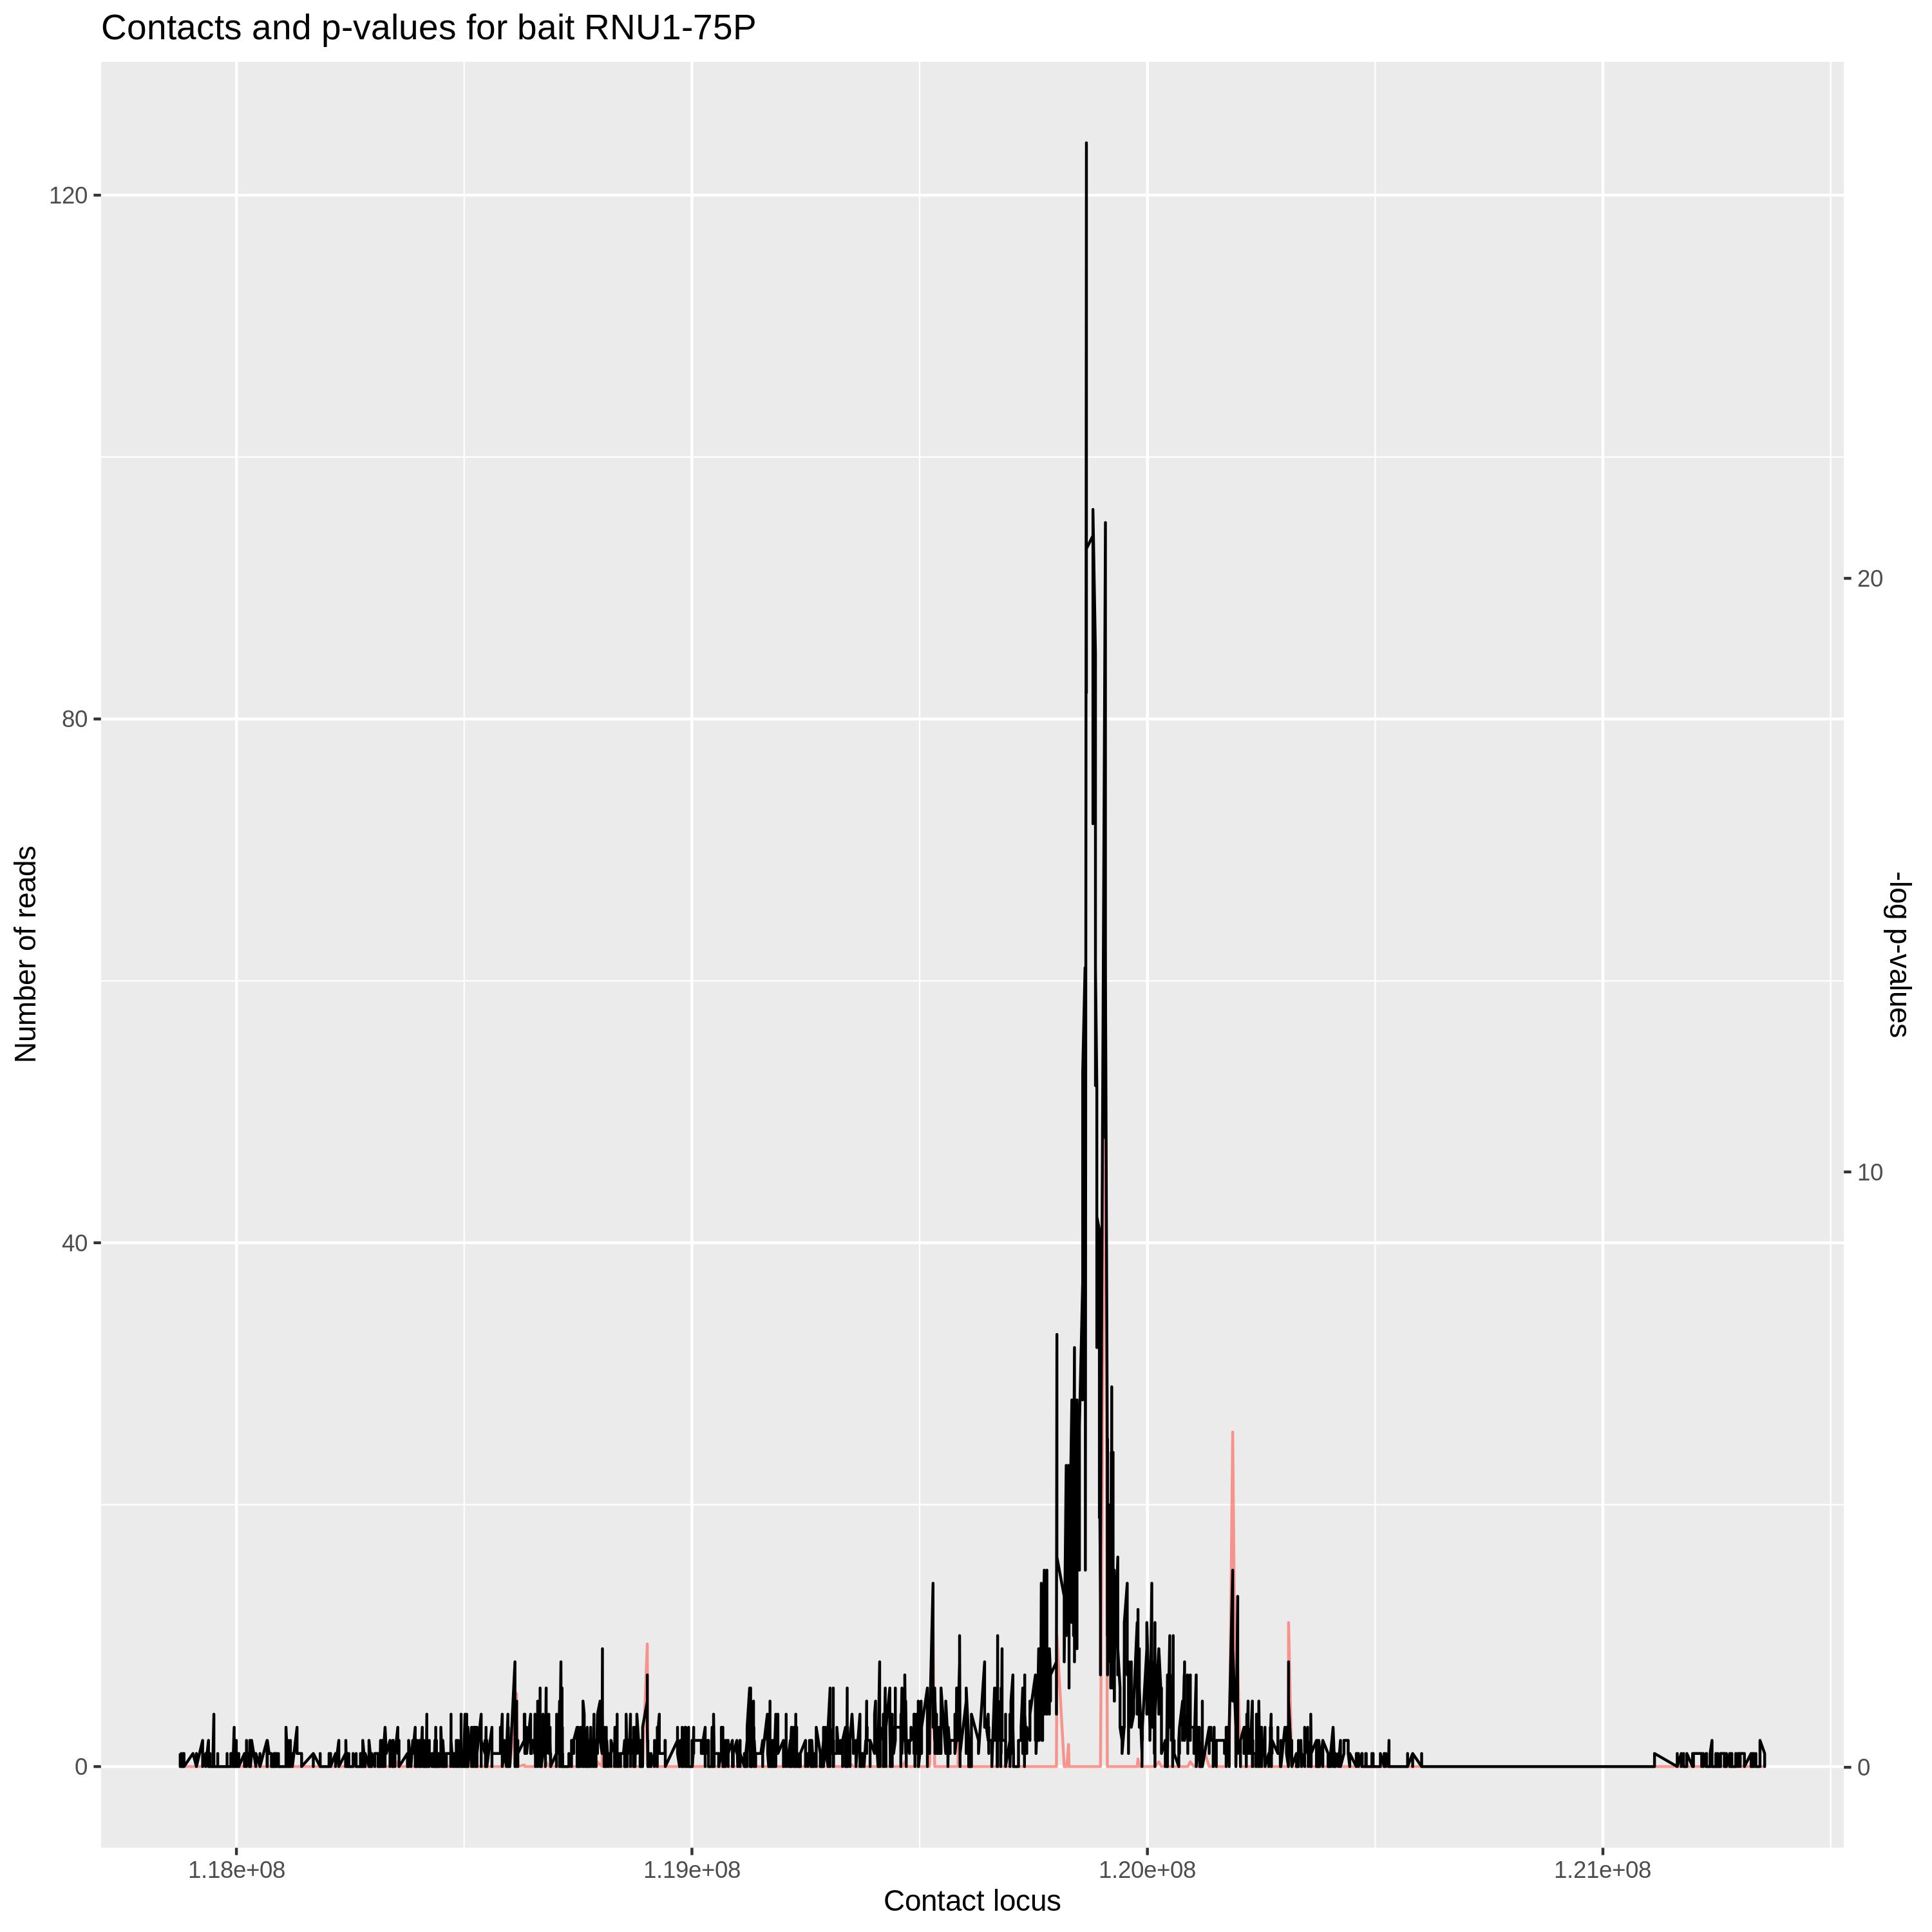 Contacts and p-values for bait RNU1-75P
120
80
40
0
Number of reads
20
10
0
-log p-values
1.18e+08 1.19e+08 1.20e+08 1.21e+08
Contact locus